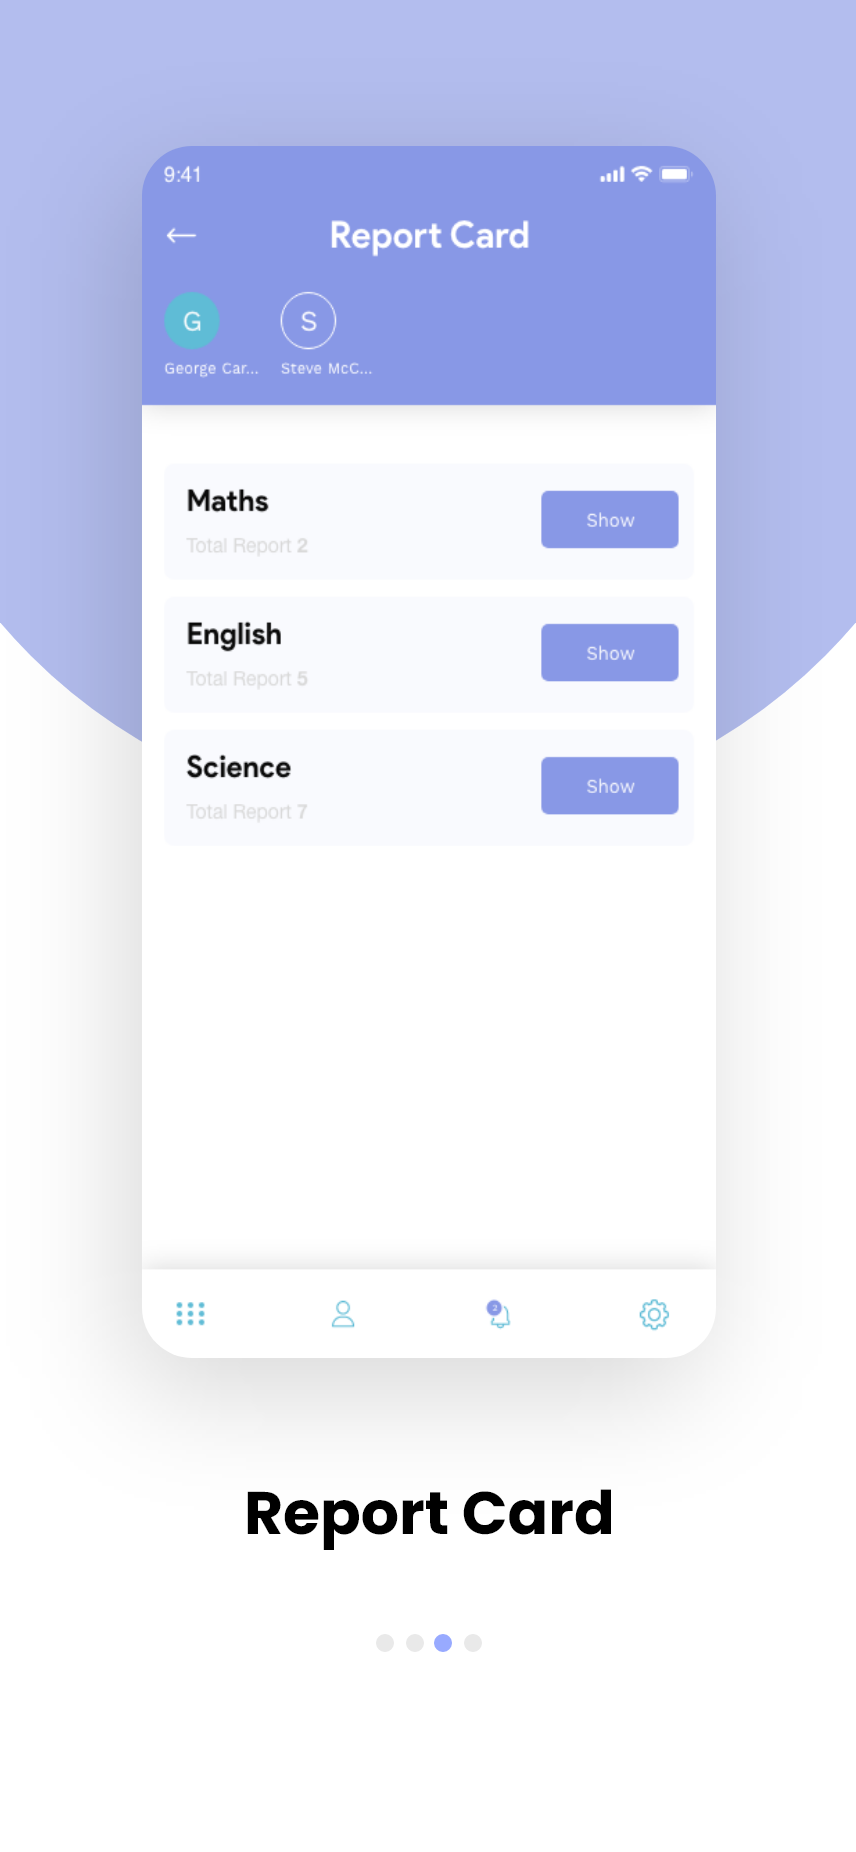 9:41
Report Card
G
S
George Car...
Steve McC...
Maths
Total Report 2
Show
English
Total Report 5
Show
Science
Total Report 7
Show
2
Report Card